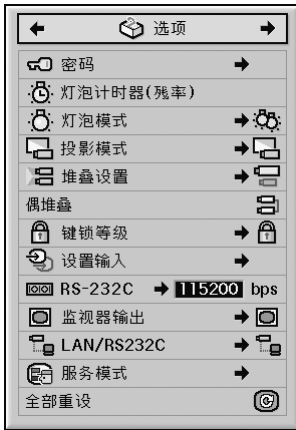 选项
密码
灯泡计时器(残率)
灯泡模式
投影模式
堆叠设置
偶堆叠
键锁等级
设置输入
RS-232C 115200 bps
监视器输出
LAN/RS232C
服务模式
全部重设